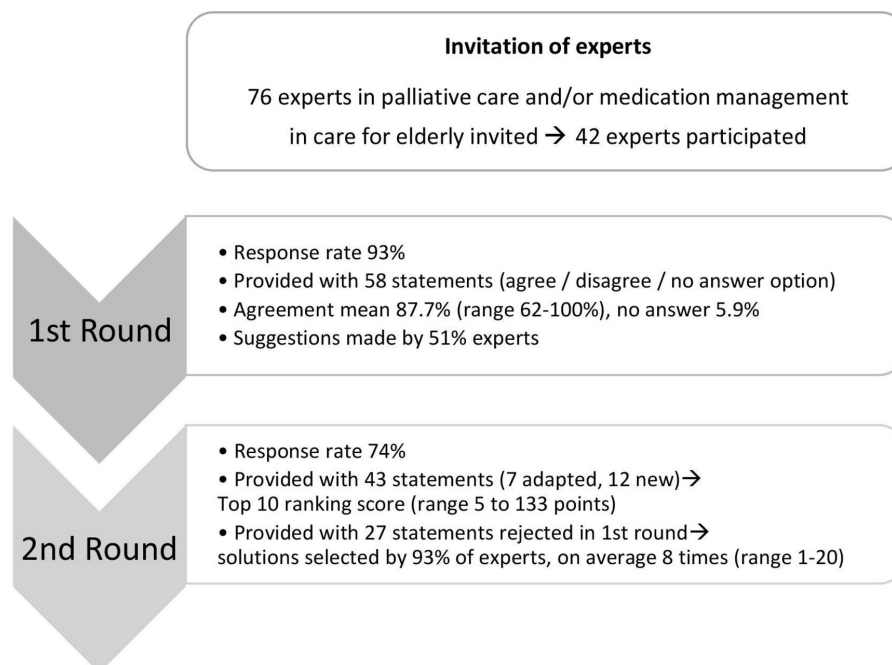 Invitation of experts
76 experts in palliative care and/or medication management
in care for elderly invited → 42 experts participated
1st Round
• Response rate 93%
• Provided with 58 statements (agree / disagree / no answer option)
• Agreement mean 87.7% (range 62-100%), no answer 5.9%
• Suggestions made by 51% experts
2nd Round
• Response rate 74%
• Provided with 43 statements (7 adapted, 12 new)→
Top 10 ranking score (range 5 to 133 points)
• Provided with 27 statements rejected in 1st round→
solutions selected by 93% of experts, on average 8 times (range 1-20)